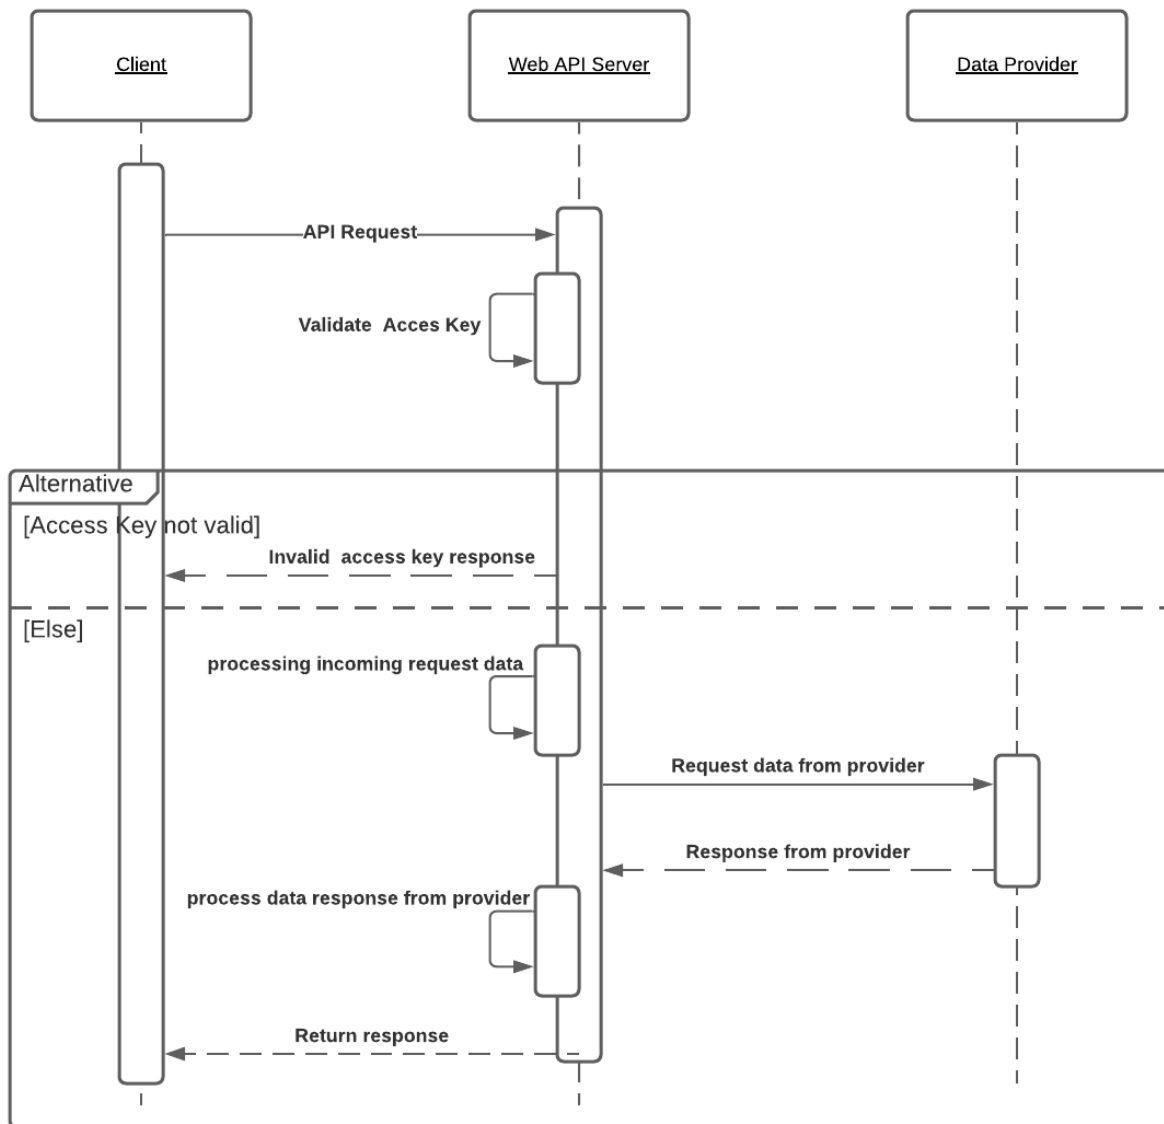 Client
Web API Server
Data Provider
API Request
Validate  Acces Key
Alternative
[Access Key not valid]
Invalid  access key response
[Else]
processing incoming request data
Request data from provider
Response from provider
process data response from provider
Return response